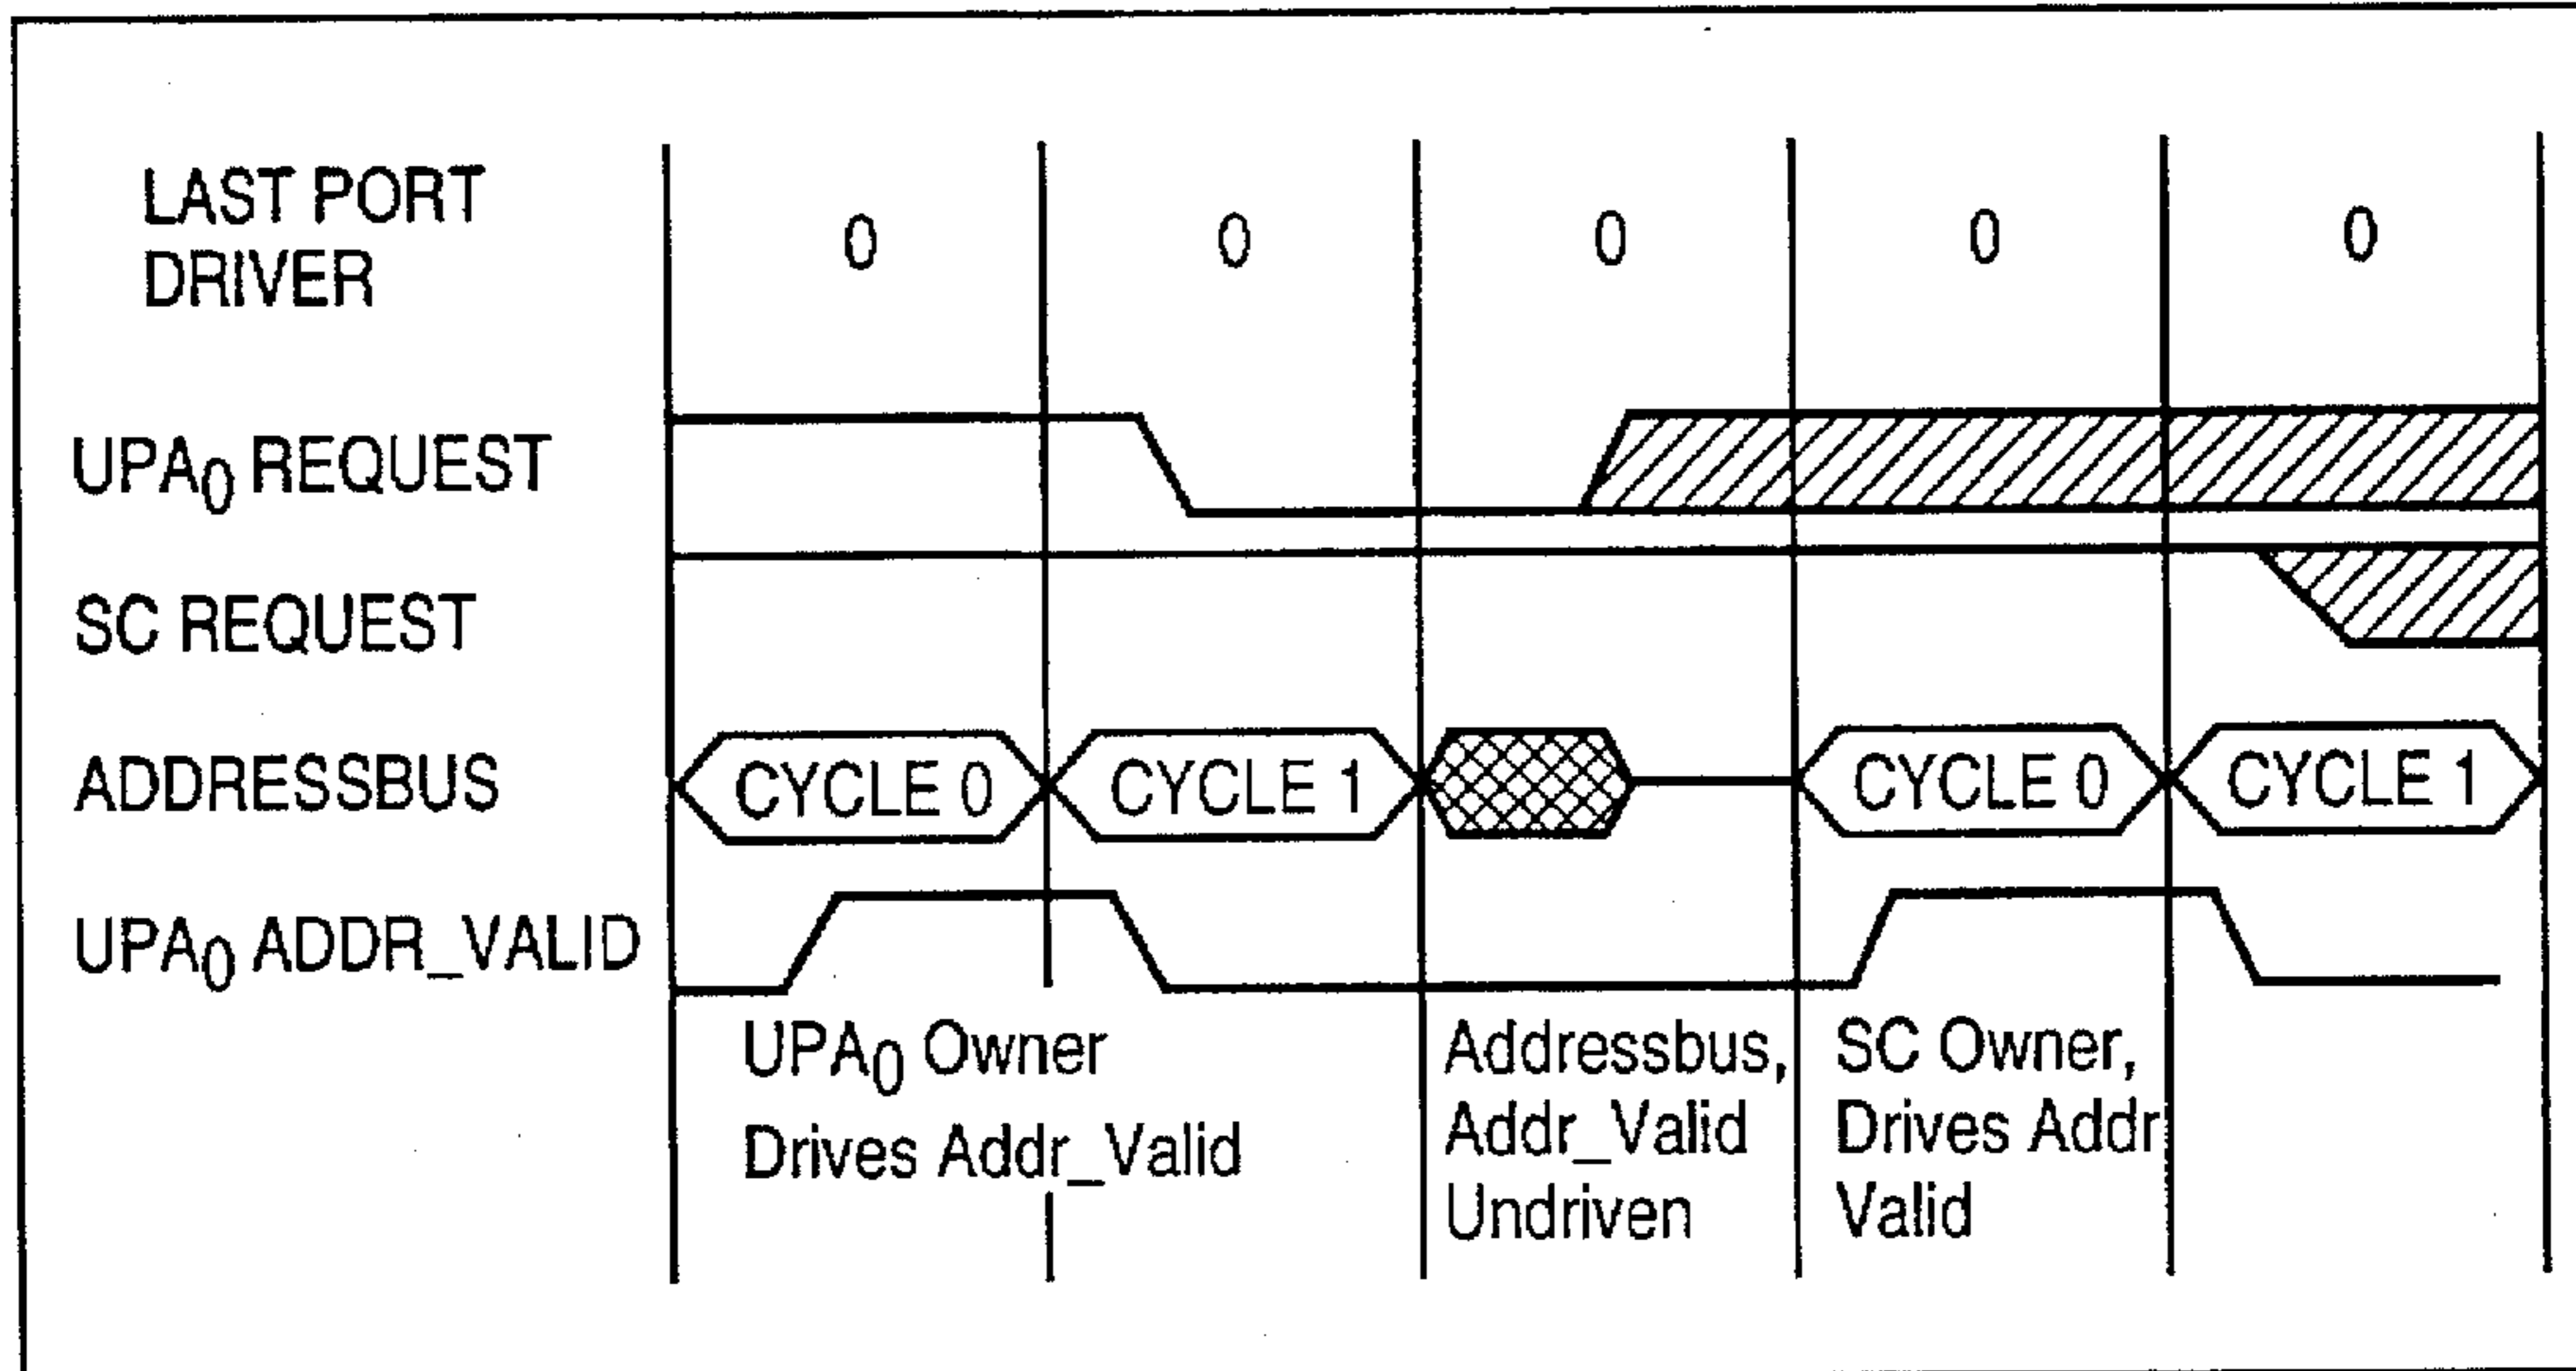 LAST PORT
DRIVER
0 0 0 0 0
UPA0 REQUEST
SC REQUEST
ADDRESSBUS
CYCLE 0 CYCLE 1 CYCLE 0 CYCLE 1
UPA0 ADDR_VALID
UPA0 Owner
Drives Addr_Valid
Addressbus,
Addr_Valid
Undriven
SC Owner,
Drives Addr
Valid